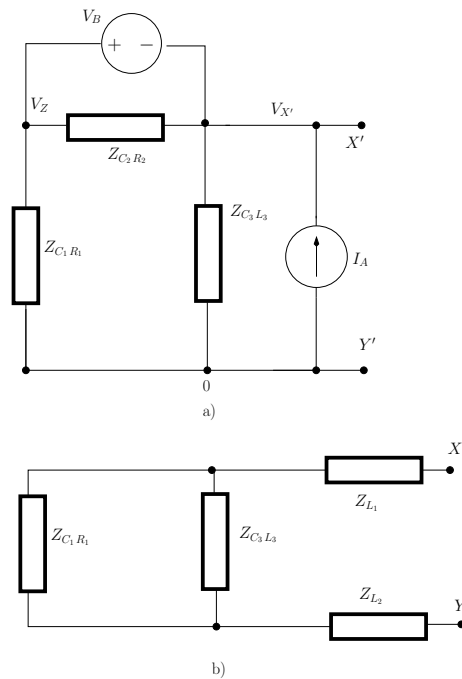 V_B
+ −
V_Z
V_{X'}
X'
Z_{C_2 R_2}
Z_{C_3 L_3}
Z_{C_1 R_1}
I_A
Y'
0
a)
X
Z_{L_1}
Z_{C_1 R_1}
Z_{C_3 L_3}
Z_{L_2}
Y
b)